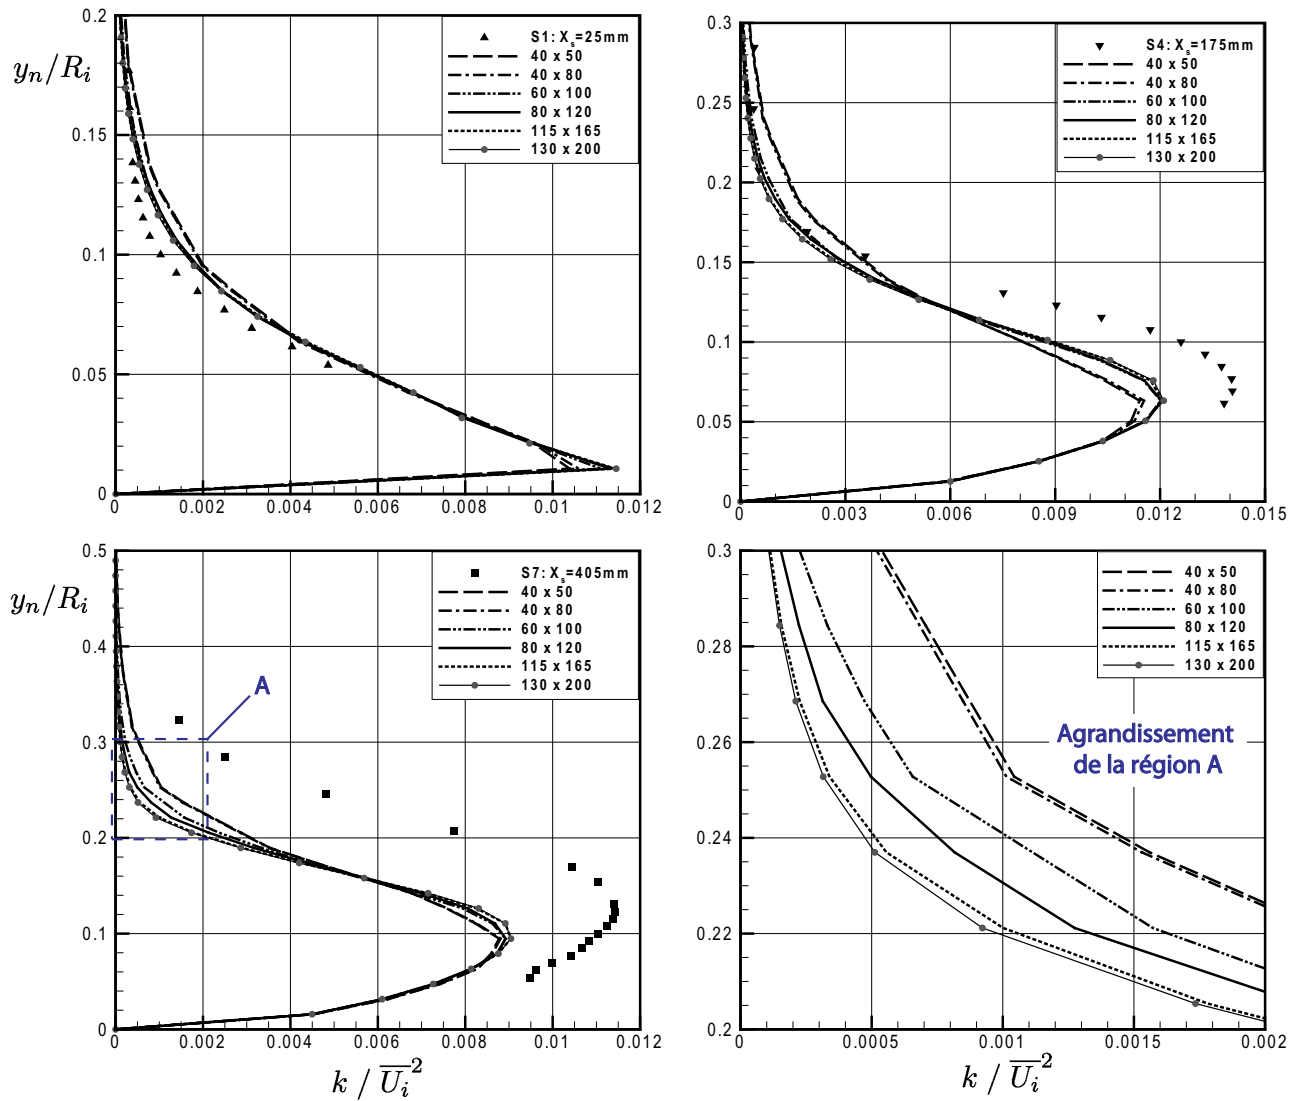 0.2
0.15
0.1
0.05
0
y_n/R_i
S1: X_s=25mm
40 x 50
40 x 80
60 x 100
80 x 120
115 x 165
130 x 200
0 0.002 0.004 0.006 0.008 0.01 0.012
0.3
0.25
0.2
0.15
0.1
0.05
0
S4: X_s=175mm
40 x 50
40 x 80
60 x 100
80 x 120
115 x 165
130 x 200
0 0.003 0.006 0.009 0.012 0.015
0.5
0.4
0.3
0.2
0.1
0
y_n/R_i
S7: X_s=405mm
40 x 50
40 x 80
60 x 100
80 x 120
115 x 165
130 x 200
A
0 0.002 0.004 0.006 0.008 0.01 0.012
k / \overline{U_i}^2
0.3
0.28
0.26
0.24
0.22
0.2
40 x 50
40 x 80
60 x 100
80 x 120
115 x 165
130 x 200
Agrandissement
de la région A
0 0.0005 0.001 0.0015 0.002
k / \overline{U_i}^2